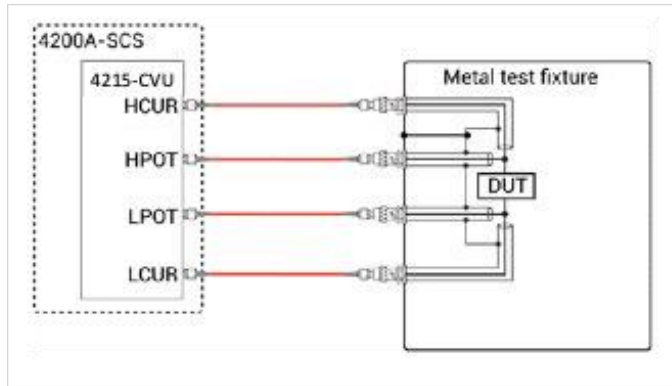 4200A-SCS
4215-CVU
HCUR
HPOT
LPOT
LCUR
Metal test fixture
DUT